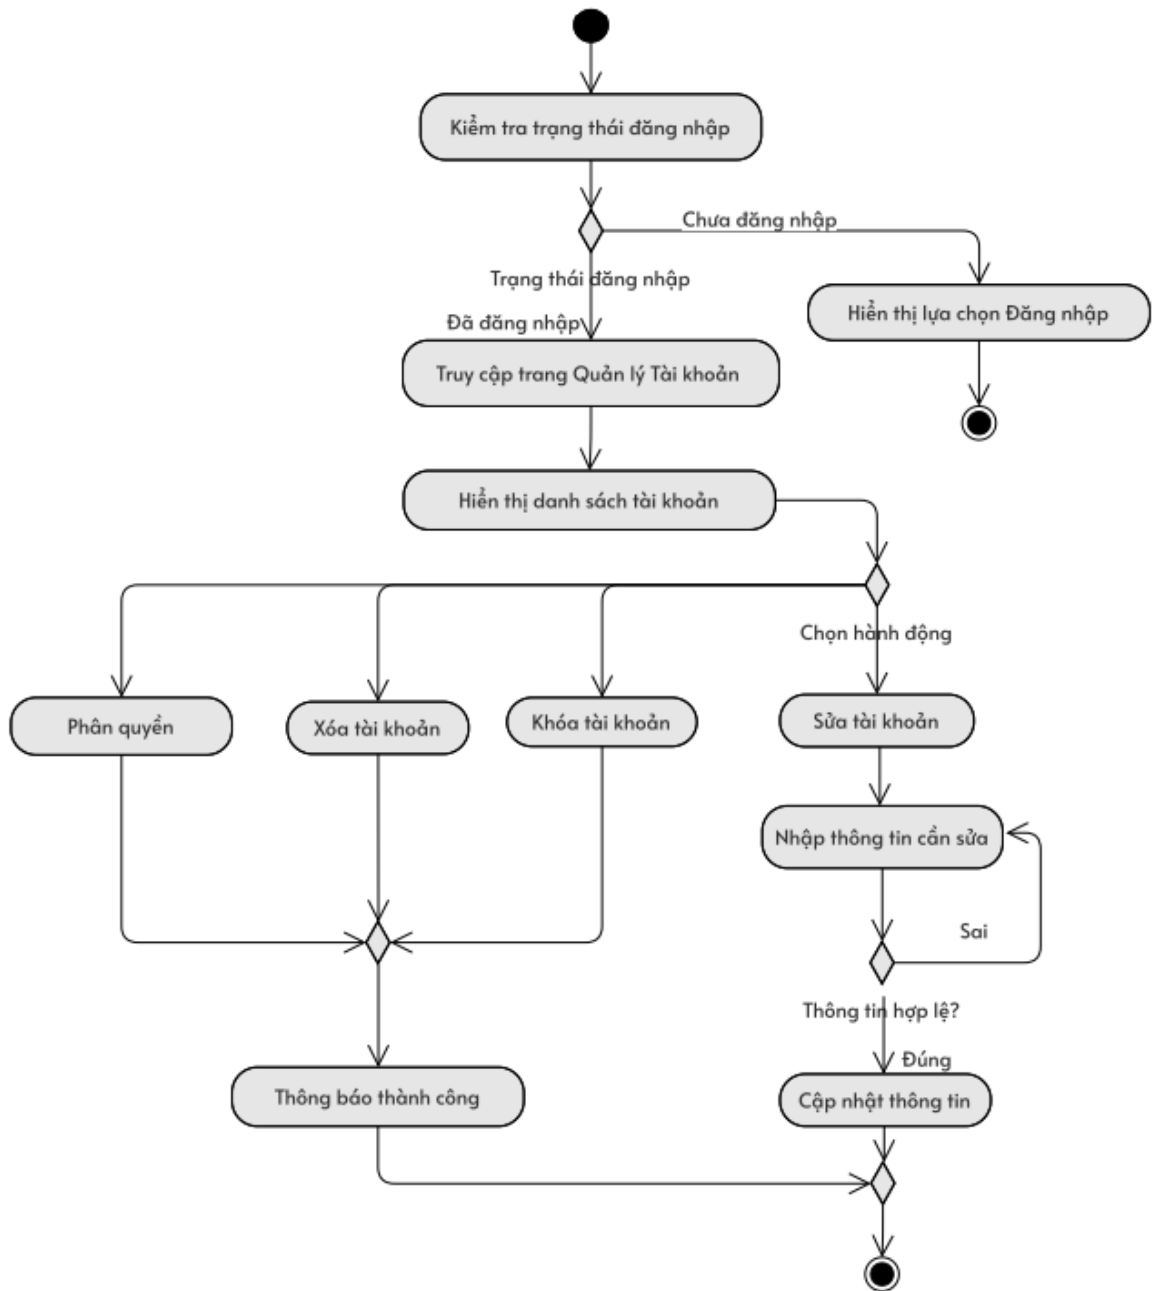 Kiểm tra trạng thái đăng nhập
Chưa đăng nhập
Trạng thái đăng nhập
Hiển thị lựa chọn Đăng nhập
Đã đăng nhập
Truy cập trang Quản lý Tài khoản
Hiển thị danh sách tài khoản
Chọn hành động
Phân quyền
Xóa tài khoản
Khóa tài khoản
Sửa tài khoản
Nhập thông tin cần sửa
Sai
Thông tin hợp lệ?
Đúng
Thông báo thành công
Cập nhật thông tin